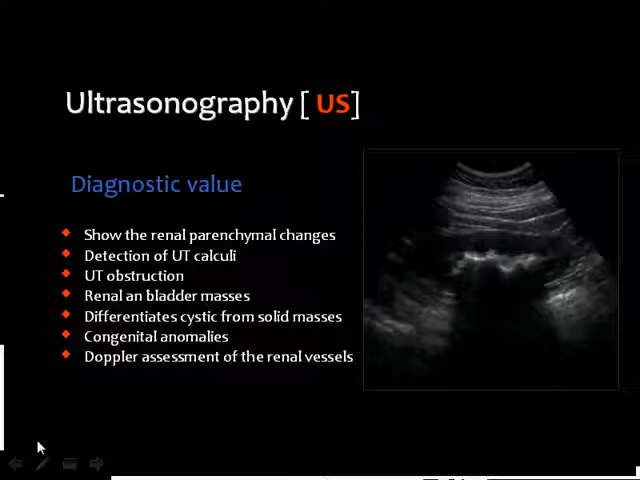 Ultrasonography [ US]
Diagnostic value
Show the renal parenchymal changes
Detection of UT calculi
UT obstruction
Renal an bladder masses
Differentiates cystic from solid masses
Congenital anomalies
Doppler assessment of the renal vessels